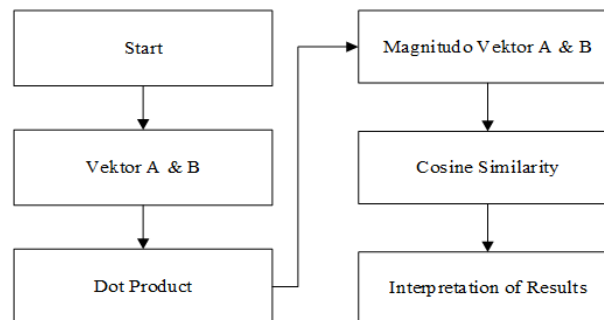 Start
Vektor A & B
Dot Product
Magnitudo Vektor A & B
Cosine Similarity
Interpretation of Results